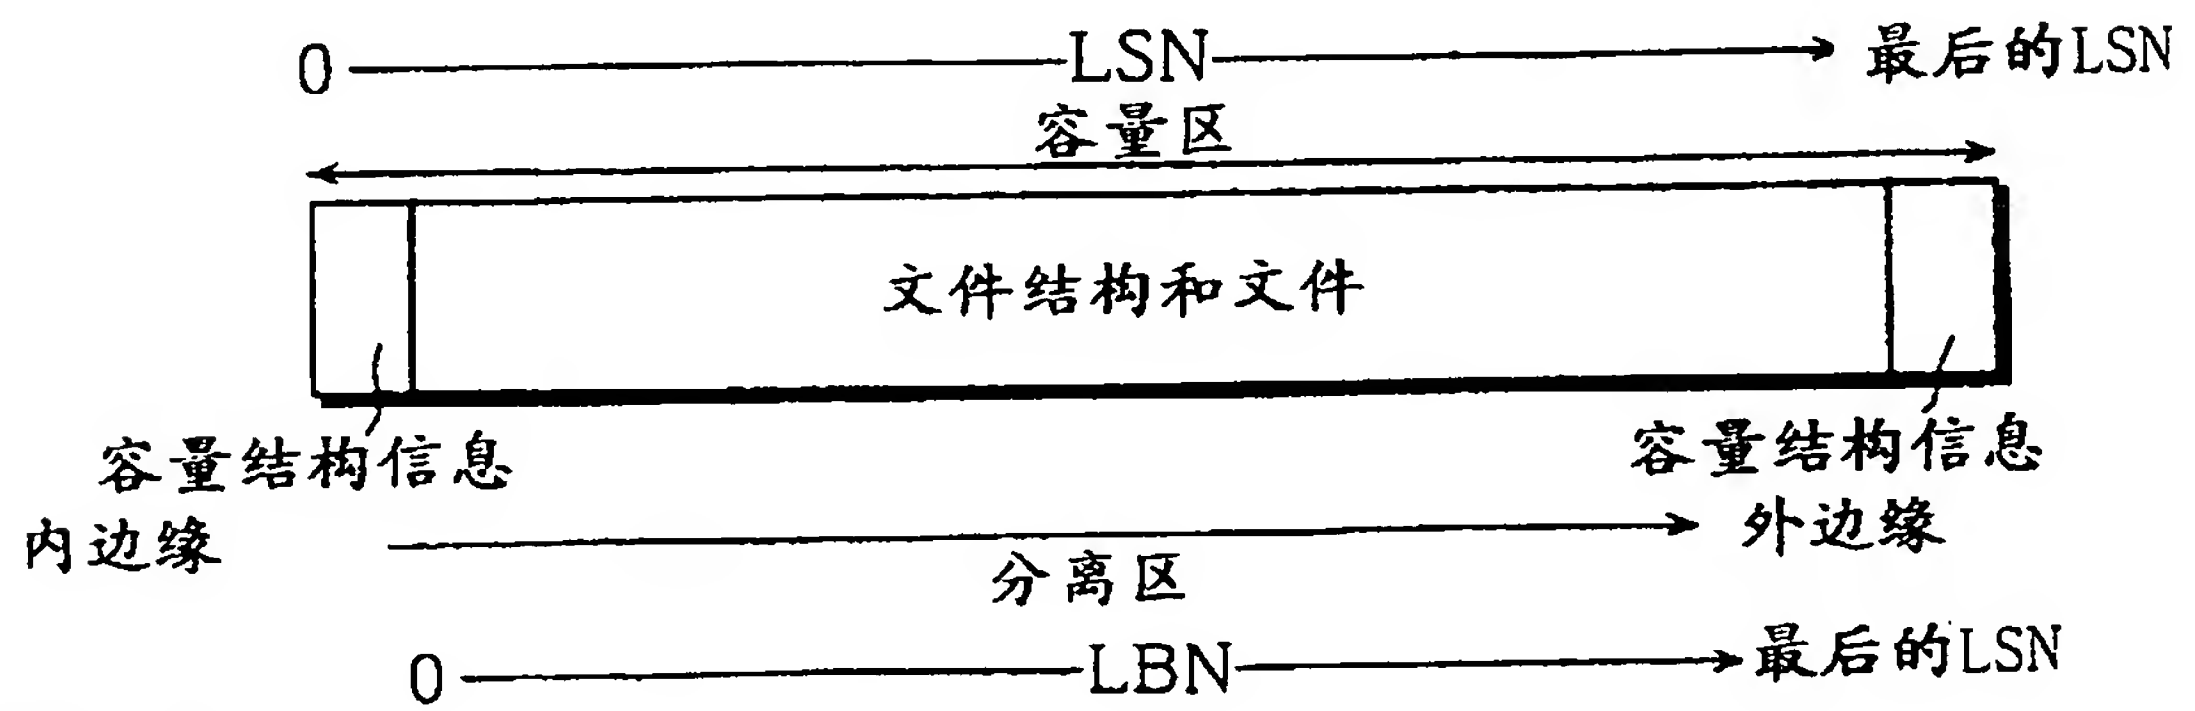 0 LSN 最后的LSN
容量区
文件结构和文件
容量结构信息 容量结构信息
内边缘 外边缘
分离区
0 LBN 最后的LSN